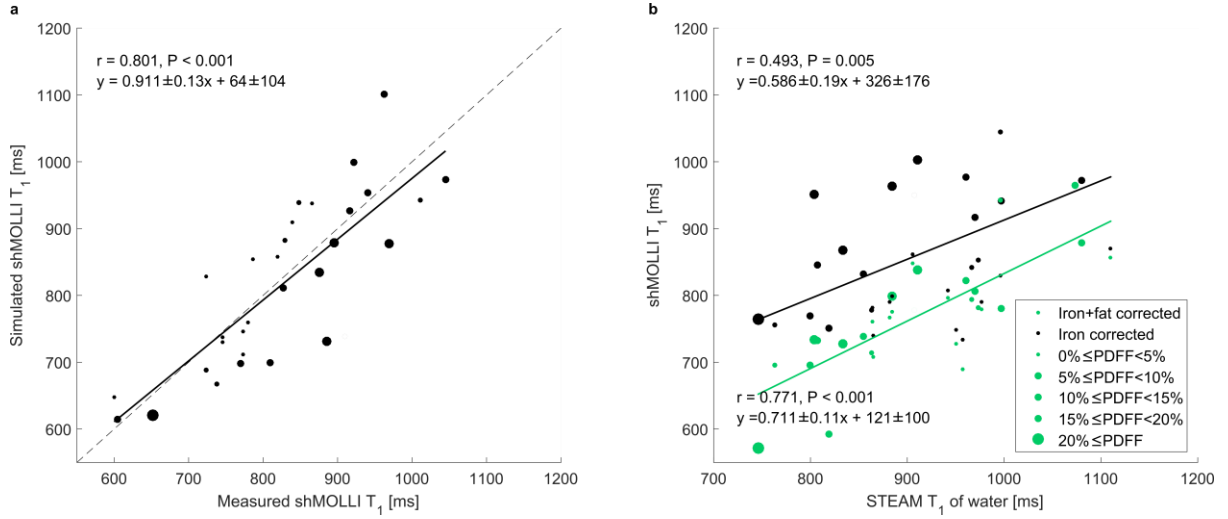 a
1200
1100
1000
900
800
700
600
Simulated shMOLLI T1 [ms]
r = 0.801, P < 0.001
y = 0.911±0.13x + 64±104
600 700 800 900 1000 1100 1200
Measured shMOLLI T1 [ms]
b
1200
1100
1000
900
800
700
600
shMOLLI T1 [ms]
r = 0.493, P = 0.005
y =0.586±0.19x + 326±176
r = 0.771, P < 0.001
y =0.711±0.11x + 121±100
Iron+fat corrected
Iron corrected
0%≤PDFF<5%
5%≤PDFF<10%
10%≤PDFF<15%
15%≤PDFF<20%
20%≤PDFF
700 800 900 1000 1100 1200
STEAM T1 of water [ms]